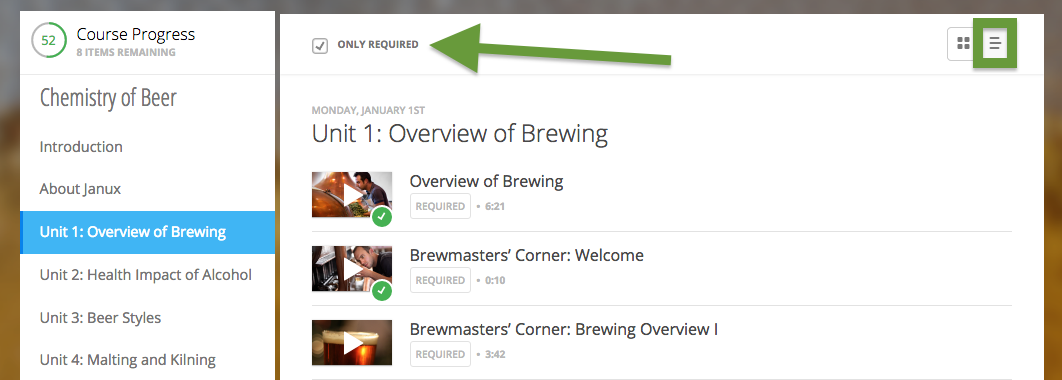 52
Course Progress
8 ITEMS REMAINING
Chemistry of Beer
Introduction
About Janux
Unit 1: Overview of Brewing
Unit 2: Health Impact of Alcohol
Unit 3: Beer Styles
Unit 4: Malting and Kilning
ONLY REQUIRED
MONDAY, JANUARY 1ST
Unit 1: Overview of Brewing
Overview of Brewing
REQUIRED • 6:21
Brewmasters’ Corner: Welcome
REQUIRED • 0:10
Brewmasters’ Corner: Brewing Overview I
REQUIRED • 3:42